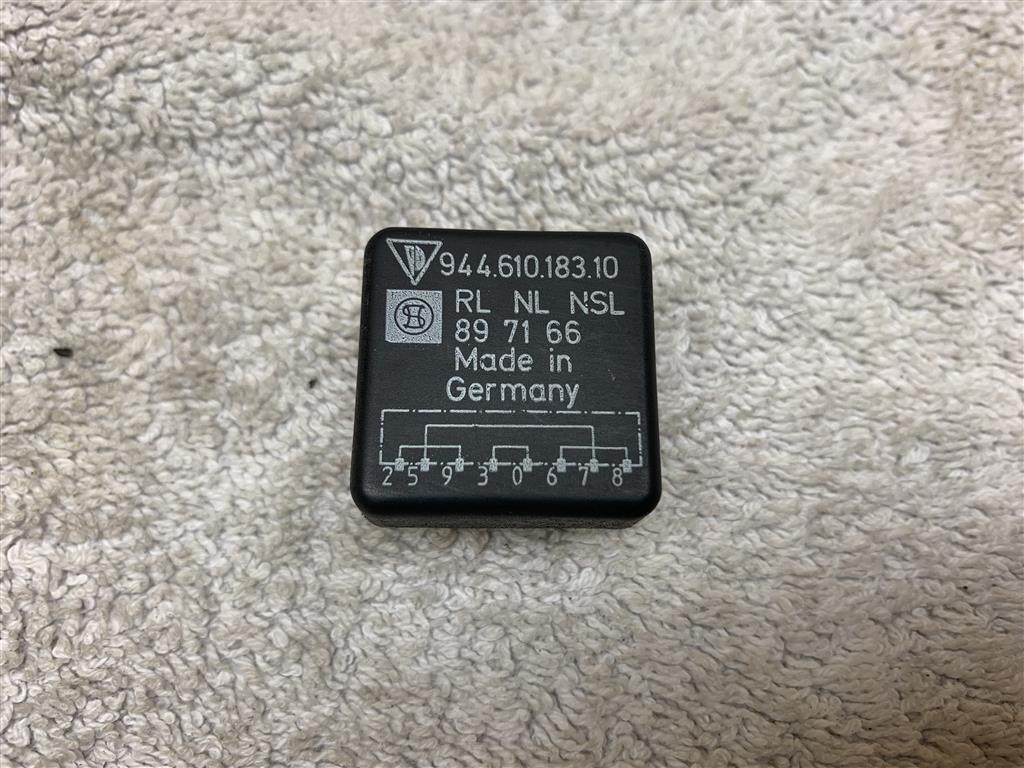 944.610.183.10
RL NL NSL
89 71 66
Made in
Germany
2 5 9 3 0 6 7 8